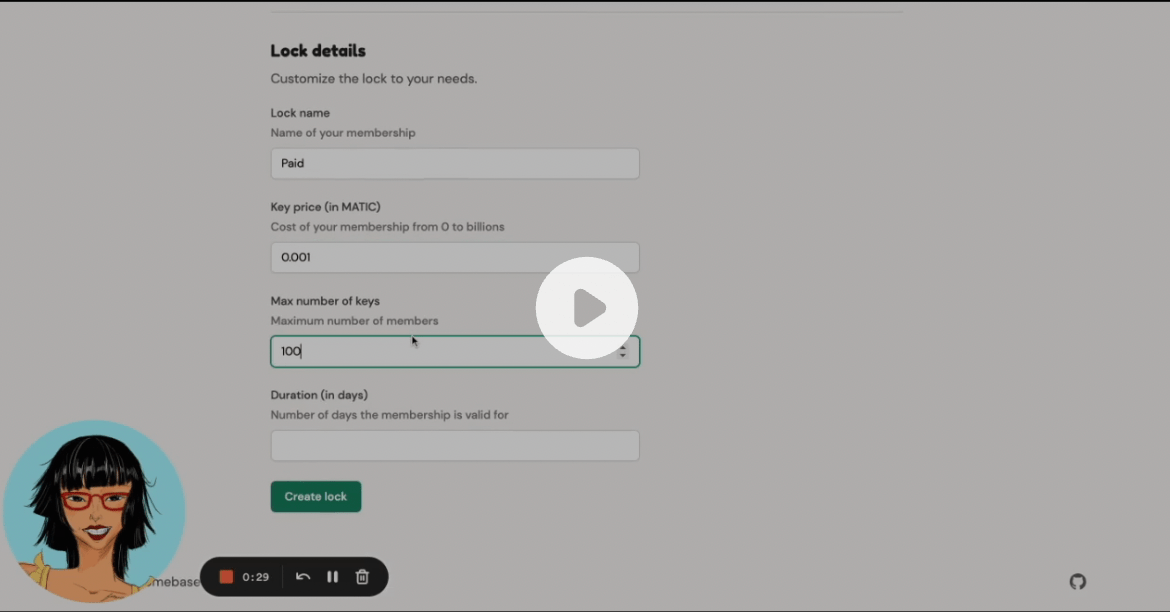 Lock details
Customize the lock to your needs.
Lock name
Name of your membership
Paid
Key price (in MATIC)
Cost of your membership from 0 to billions
0.001
Max number of keys
Maximum number of members
100
Duration (in days)
Number of days the membership is valid for
Create lock
mebase
0:29